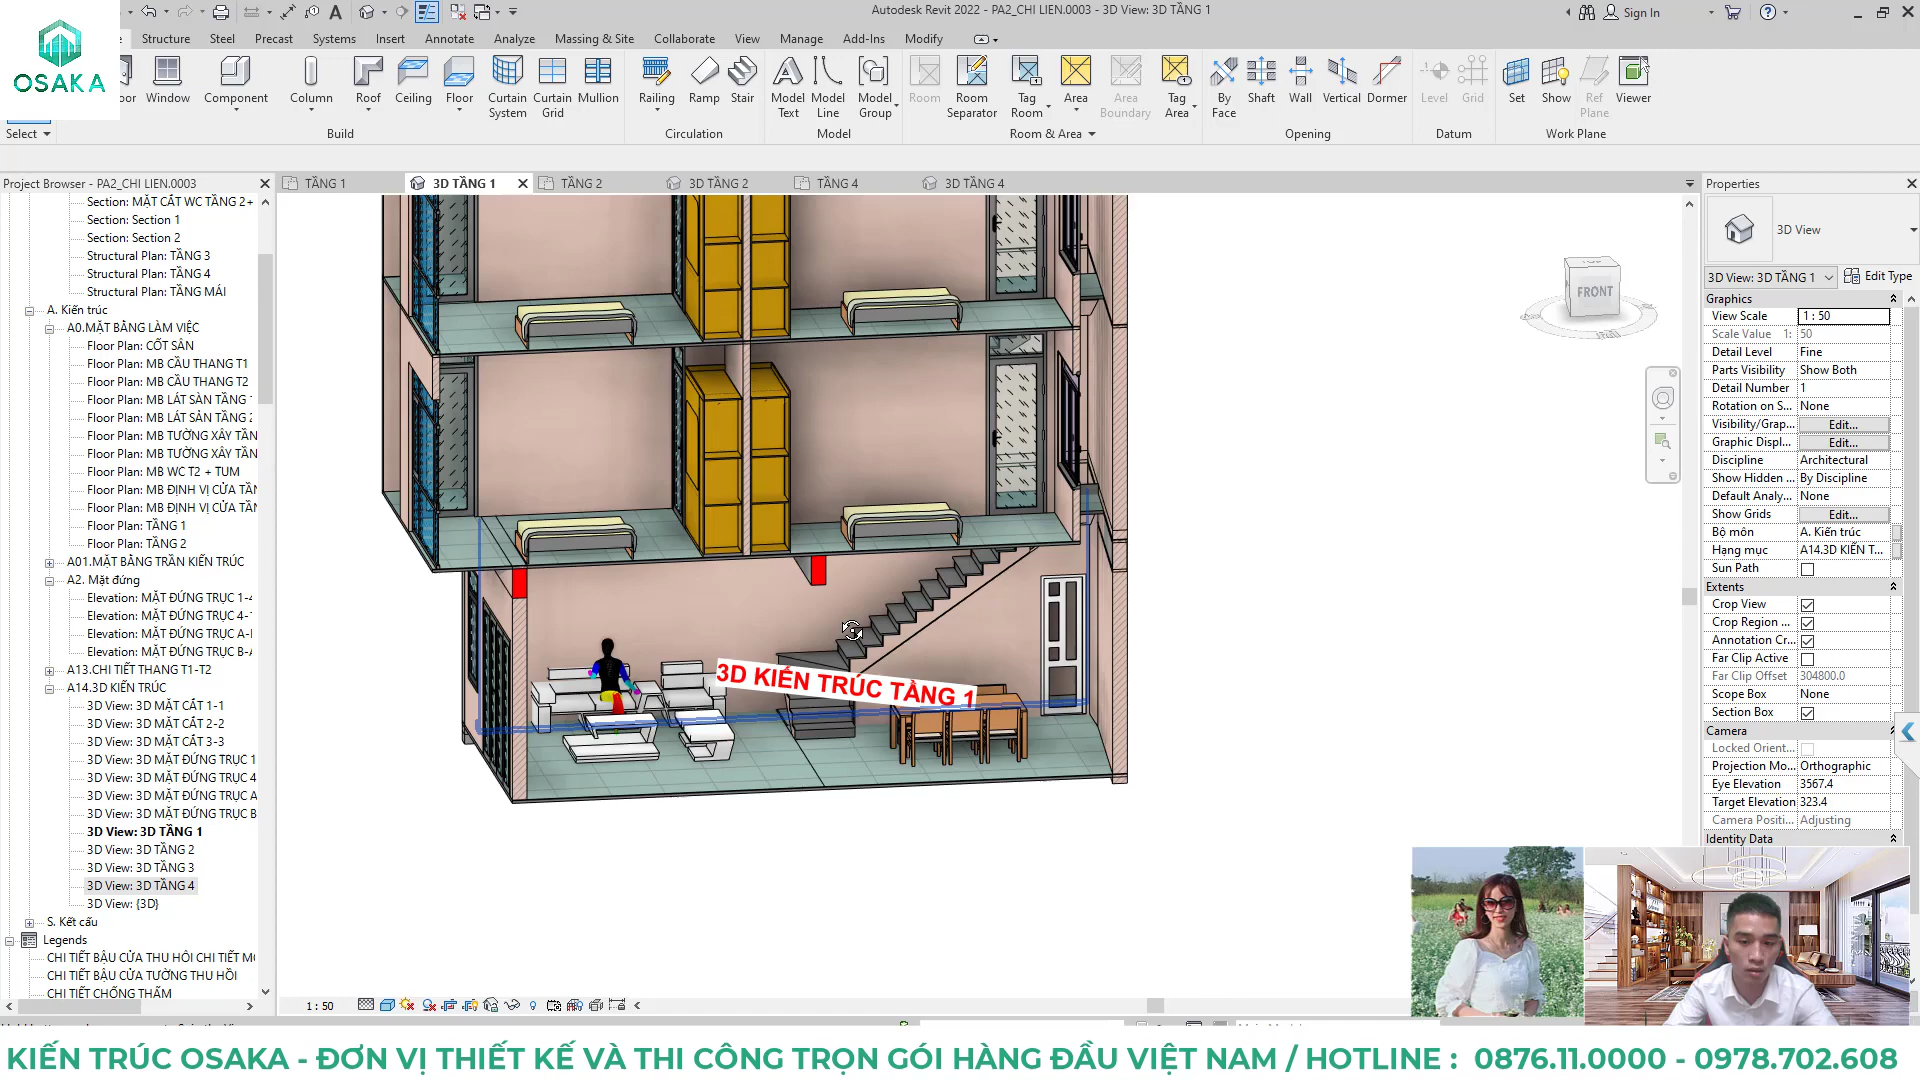 Autodesk Revit 2022 - PA2_CHI LIEN.0003 - 3D View: 3D TẦNG 1
Sign In
OSAKA
Structure Steel Precast Systems Insert Annotate Analyze Massing & Site Collaborate View Manage Add-Ins Modify
Window Component Column Roof Ceiling Floor Curtain System Curtain Grid Mullion Railing Ramp Stair Model Text Model Line Model Group Room Room Separator Tag Room Area Area Boundary Tag Area By Face Shaft Wall Vertical Dormer Level Grid Set Show Ref Plane Viewer
Select Build Circulation Model Room & Area Opening Datum Work Plane
Project Browser - PA2_CHI LIEN.0003
TẦNG 1 3D TẦNG 1 TẦNG 2 3D TẦNG 2 TẦNG 4 3D TẦNG 4
Section: MẶT CẮT WC TẦNG 2+
Section: Section 1
Section: Section 2
Structural Plan: TẦNG 3
Structural Plan: TẦNG 4
Structural Plan: TẦNG MÁI
A. Kiến trúc
A0.MẶT BẰNG LÀM VIỆC
Floor Plan: CỐT SÂN
Floor Plan: MB CẦU THANG T1
Floor Plan: MB CẦU THANG T2
Floor Plan: MB LÁT SÀN TẦNG
Floor Plan: MB LÁT SẢN TẦNG 2
Floor Plan: MB TƯỜNG XÂY TẦN
Floor Plan: MB TƯỜNG XÂY TẦN
Floor Plan: MB WC T2 + TUM
Floor Plan: MB ĐỊNH VỊ CỬA TẦN
Floor Plan: MB ĐỊNH VỊ CỬA TẦN
Floor Plan: TẦNG 1
Floor Plan: TẦNG 2
A01.MẶT BẰNG TRẦN KIẾN TRÚC
A2. Mặt đứng
Elevation: MẶT ĐỨNG TRỤC 1-4
Elevation: MẶT ĐỨNG TRỤC 4-1
Elevation: MẶT ĐỨNG TRỤC A-
Elevation: MẶT ĐỨNG TRỤC B-A
A13.CHI TIẾT THANG T1-T2
A14.3D KIẾN TRÚC
3D View: 3D MẶT CẮT 1-1
3D View: 3D MẶT CẮT 2-2
3D View: 3D MẶT CẮT 3-3
3D View: 3D MẶT ĐỨNG TRỤC 1
3D View: 3D MẶT ĐỨNG TRỤC 4
3D View: 3D MẶT ĐỨNG TRỤC A
3D View: 3D MẶT ĐỨNG TRỤC B
3D View: 3D TẦNG 1
3D View: 3D TẦNG 2
3D View: 3D TẦNG 3
3D View: 3D TẦNG 4
3D View: {3D}
S. Kết cấu
Legends
CHI TIẾT BẬU CỬA THU HỒI CHI TIẾT M
CHI TIẾT BẬU CỬA TƯỜNG THU HỒI
CHI TIẾT CHỐNG THẤM
3D KIẾN TRÚC TẦNG 1
FRONT
1 : 50
Properties
3D View
3D View: 3D TẦNG 1 Edit Type
Graphics
View Scale 1 : 50
Scale Value 1: 50
Detail Level Fine
Parts Visibility Show Both
Detail Number 1
Rotation on S... None
Visibility/Grap... Edit...
Graphic Displ... Edit...
Discipline Architectural
Show Hidden ... By Discipline
Default Analy... None
Show Grids Edit...
Bộ môn A. Kiến trúc
Hạng mục A14.3D KIẾN T...
Sun Path
Extents
Crop View
Crop Region ...
Annotation Cr...
Far Clip Active
Far Clip Offset 304800.0
Scope Box None
Section Box
Camera
Locked Orient...
Projection Mo... Orthographic
Eye Elevation 3567.4
Target Elevation 323.4
Camera Positi... Adjusting
Identity Data
KIẾN TRÚC OSAKA - ĐƠN VỊ THIẾT KẾ VÀ THI CÔNG TRỌN GÓI HÀNG ĐẦU VIỆT NAM / HOTLINE : 0876.11.0000 - 0978.702.608